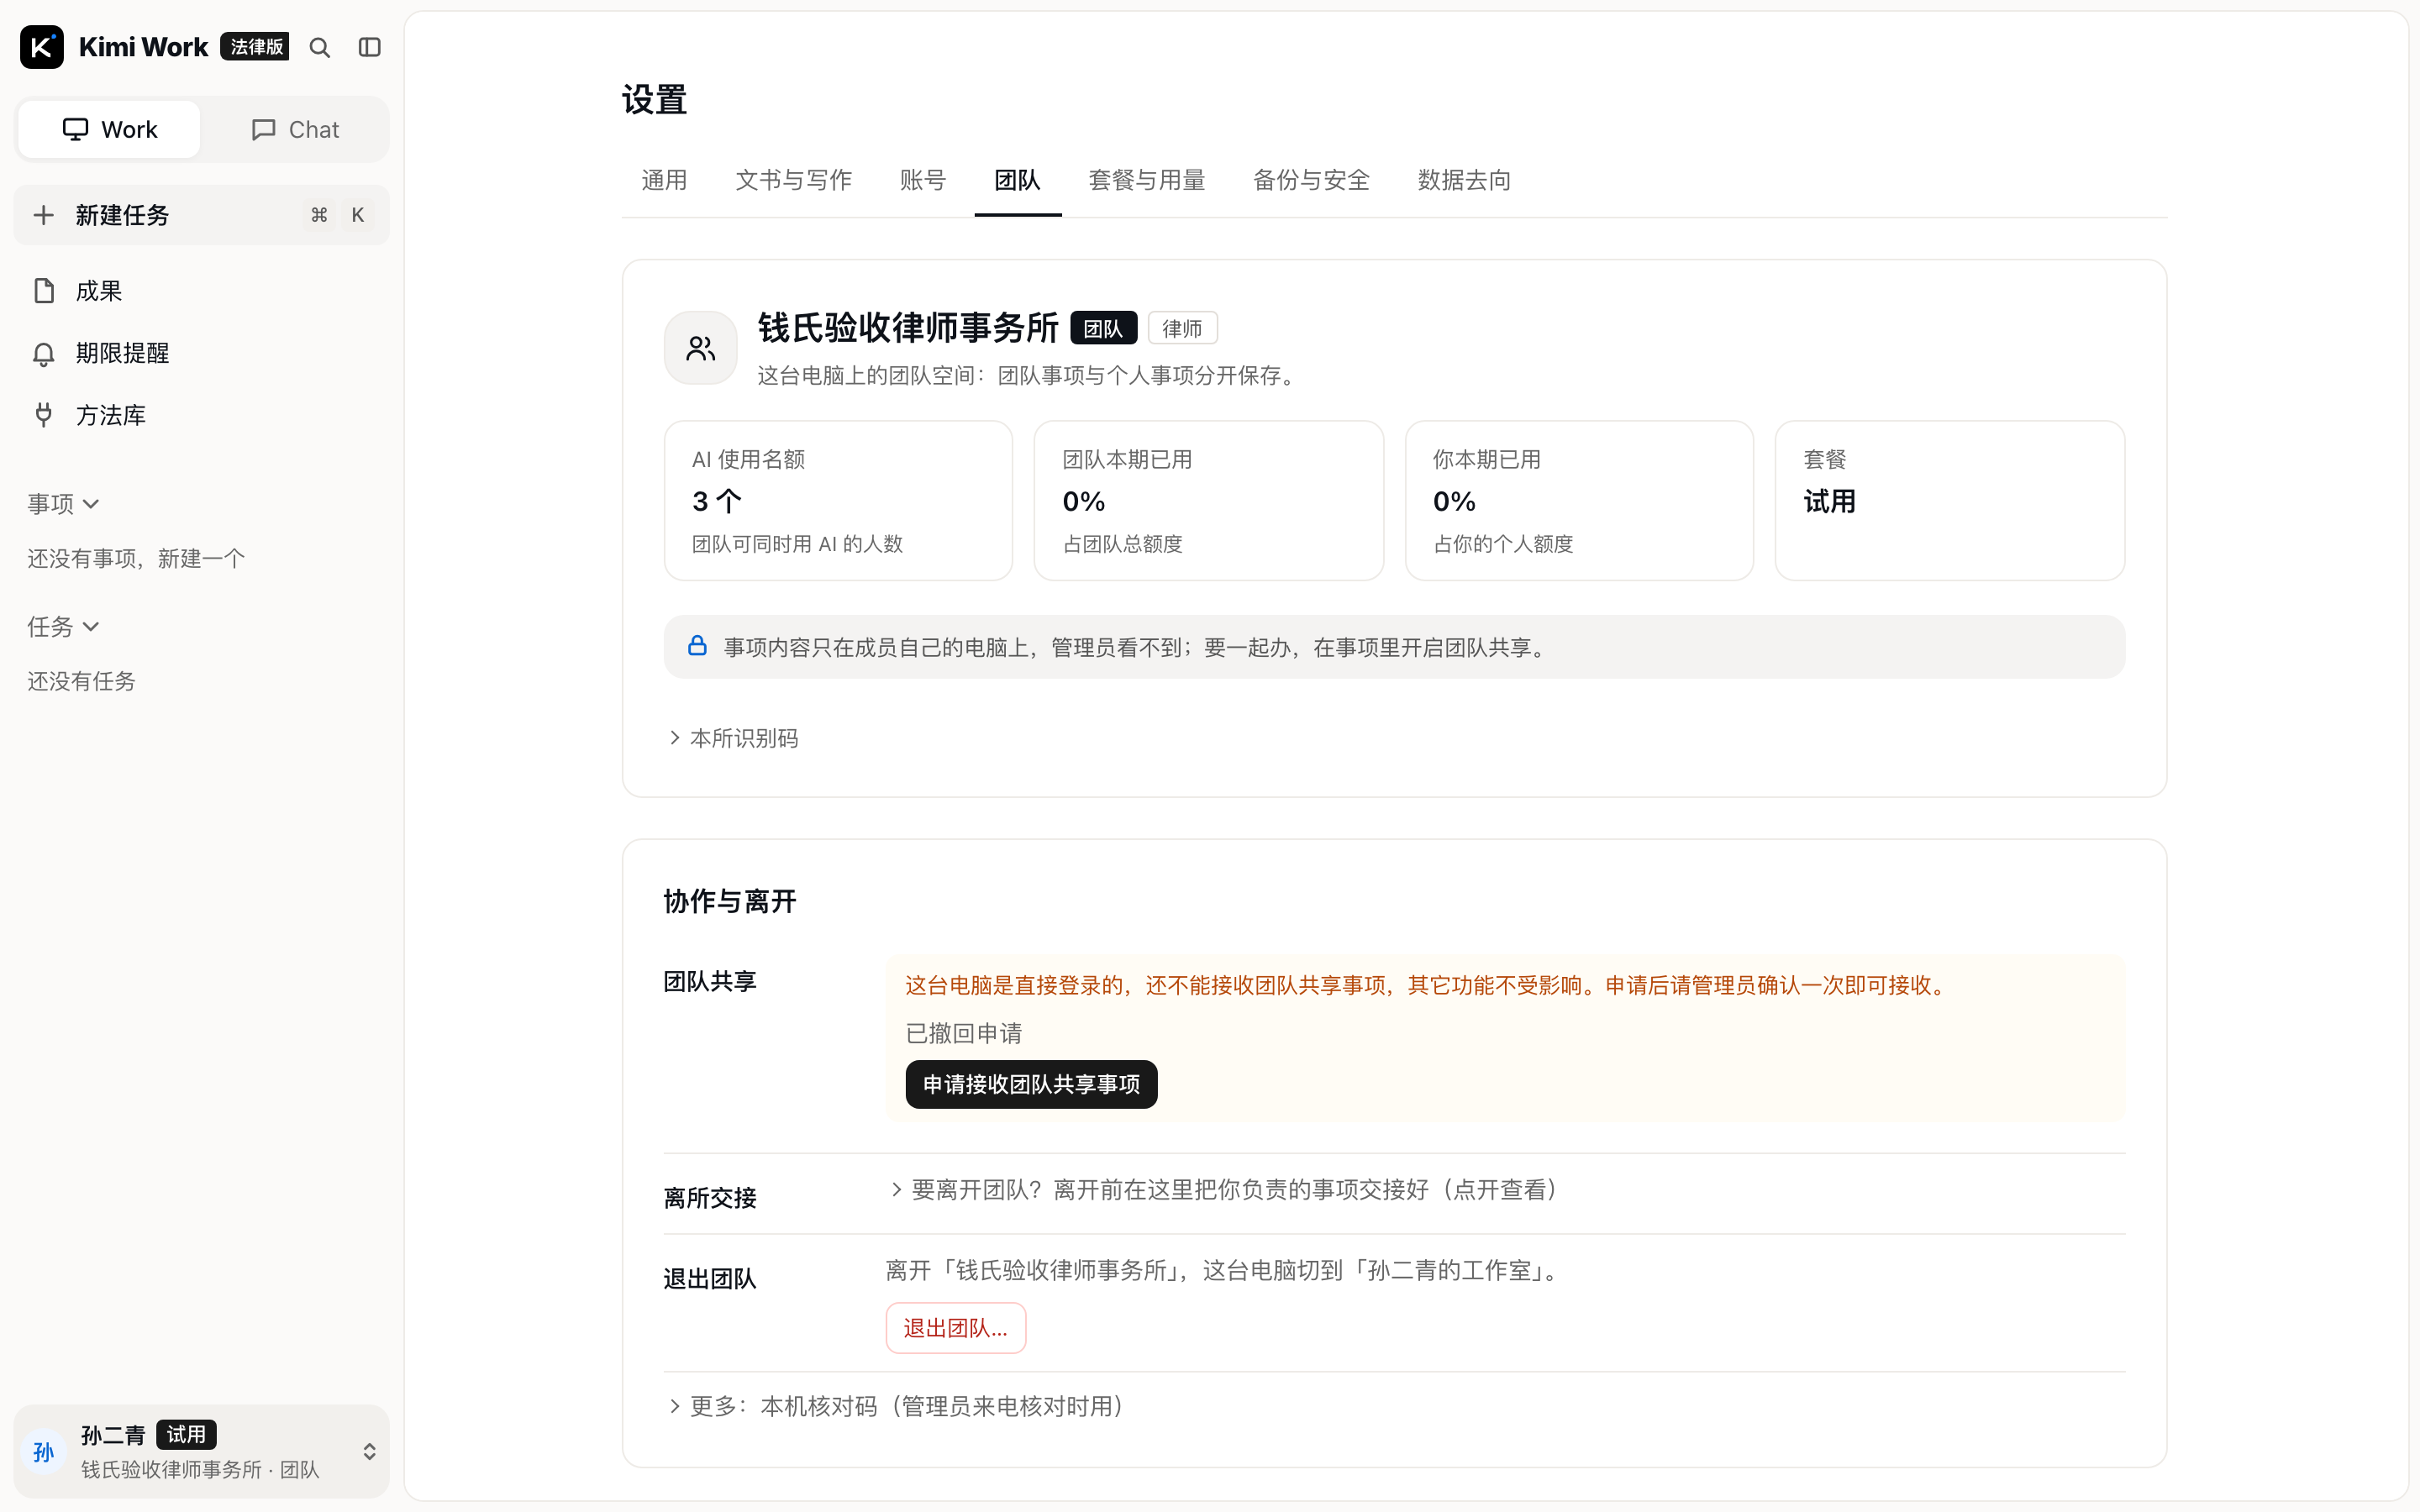 Kimi Work 法律版
Work
Chat
新建任务 ⌘ K
成果
期限提醒
方法库
事项
还没有事项，新建一个
任务
还没有任务
孙
孙二青 试用
钱氏验收律师事务所 · 团队
设置
通用 文书与写作 账号 团队 套餐与用量 备份与安全 数据去向
钱氏验收律师事务所 团队 律师
这台电脑上的团队空间：团队事项与个人事项分开保存。
AI 使用名额
3 个
团队可同时用 AI 的人数
团队本期已用
0%
占团队总额度
你本期已用
0%
占你的个人额度
套餐
试用
事项内容只在成员自己的电脑上，管理员看不到；要一起办，在事项里开启团队共享。
本所识别码
协作与离开
团队共享
这台电脑是直接登录的，还不能接收团队共享事项，其它功能不受影响。申请后请管理员确认一次即可接收。
已撤回申请
申请接收团队共享事项
离所交接
要离开团队？离开前在这里把你负责的事项交接好（点开查看）
退出团队
离开「钱氏验收律师事务所」，这台电脑切到「孙二青的工作室」。
退出团队...
更多：本机核对码（管理员来电核对时用）